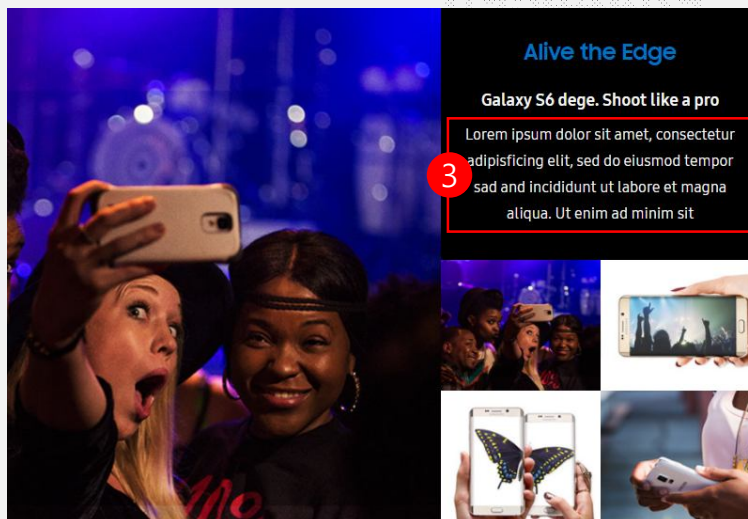 Alive the Edge
Galaxy S6 dege. Shoot like a pro
Lorem ipsum dolor sit amet, consectetur
adipisficing elit, sed do eiusmod tempor
sad and incididunt ut labore et magna
aliqua. Ut enim ad minim sit
3